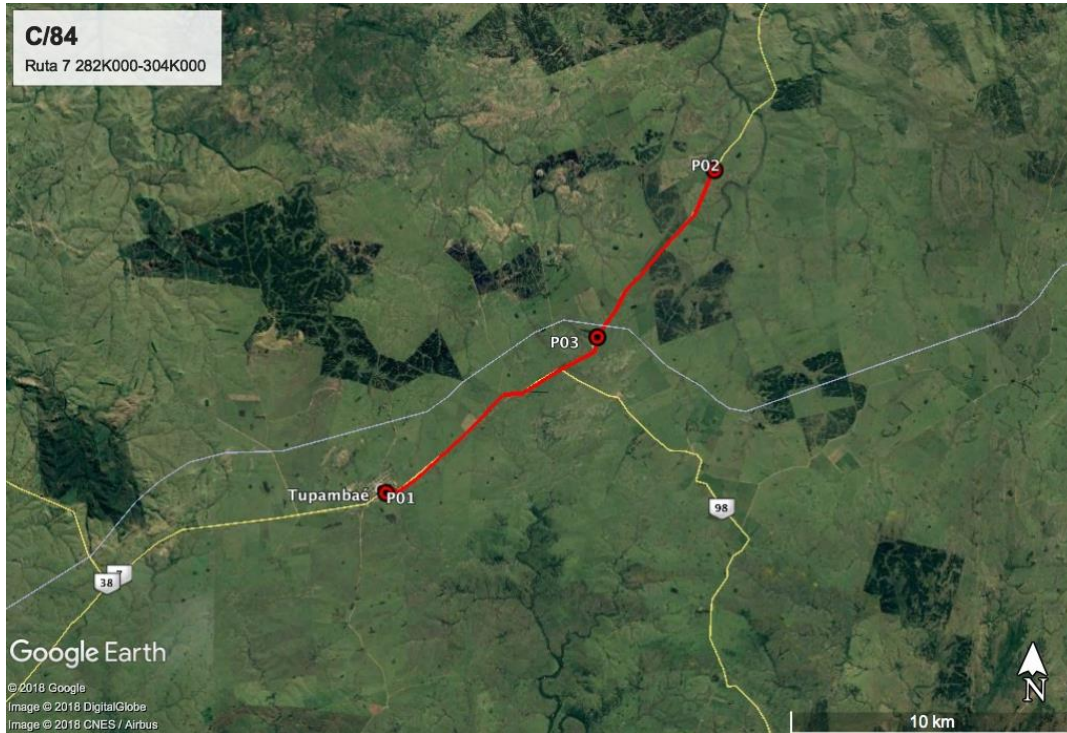 C/84
Ruta 7 282K000-304K000
P02
P03
Tupambaé
P01
98
38
7
Google Earth
© 2018 Google
Image © 2018 DigitalGlobe
Image © 2018 CNES / Airbus
N
10 km